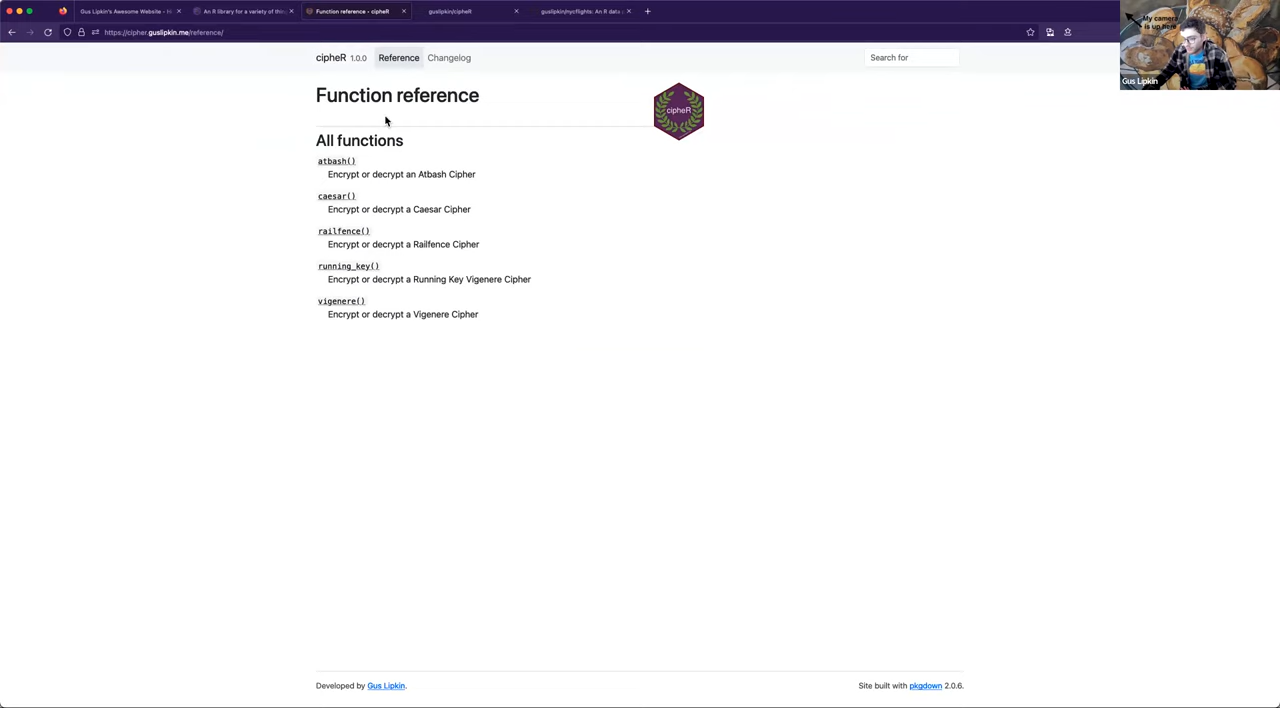 Gus Lipkin's Awesome Website - H
An R library for a variety of thin
Function reference • cipheR
guslipkin/cipheR
guslipkin/nycflights: An R data p
https://cipher.guslipkin.me/reference/
My camera
is up here
Gus Lipkin
cipheR 1.0.0 Reference Changelog
Search for
Function reference
cipheR
All functions
atbash()
Encrypt or decrypt an Atbash Cipher
caesar()
Encrypt or decrypt a Caesar Cipher
railfence()
Encrypt or decrypt a Railfence Cipher
running_key()
Encrypt or decrypt a Running Key Vigenere Cipher
vigenere()
Encrypt or decrypt a Vigenere Cipher
Developed by Gus Lipkin.
Site built with pkgdown 2.0.6.